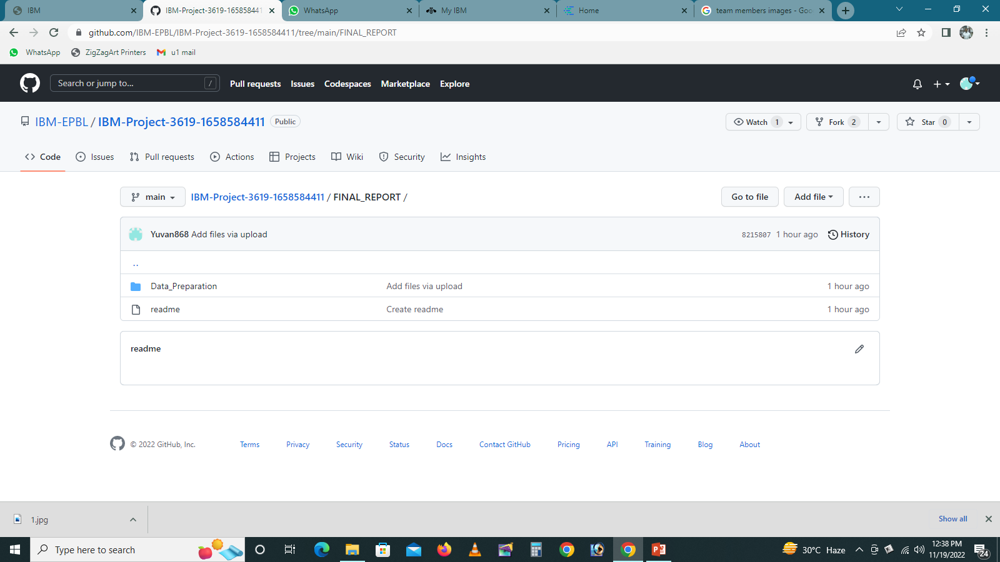 IBM
IBM-Project-3619-165858441
WhatsApp
My IBM
Home
team members images - Goo
github.com/IBM-EPBL/IBM-Project-3619-1658584411/tree/main/FINAL_REPORT
WhatsApp
ZigZagArt Printers
u1 mail
Search or jump to...
/
Pull requests
Issues
Codespaces
Marketplace
Explore
IBM-EPBL / IBM-Project-3619-1658584411
Public
Watch 1
Fork 2
Star 0
Code
Issues
Pull requests
Actions
Projects
Wiki
Security
Insights
main
IBM-Project-3619-1658584411 / FINAL_REPORT /
Go to file
Add file
...
Yuvan868 Add files via upload
8215807 1 hour ago
History
..
Data_Preparation
Add files via upload
1 hour ago
readme
Create readme
1 hour ago
readme
© 2022 GitHub, Inc.
Terms
Privacy
Security
Status
Docs
Contact GitHub
Pricing
API
Training
Blog
About
1.jpg
Show all
Type here to search
30°C Haze
12:38 PM
11/19/2022
24